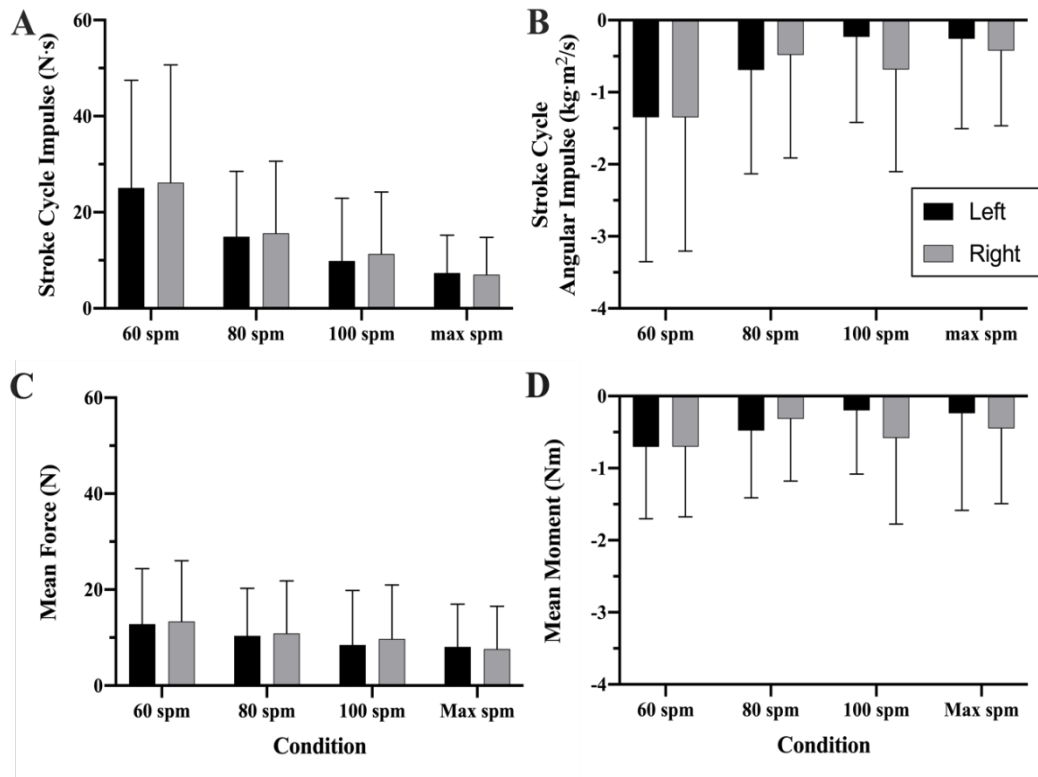 A
Stroke Cycle Impulse (N·s)
60
40
20
0
60 spm
80 spm
100 spm
max spm
B
Stroke Cycle
Angular Impulse (kg·m²/s)
-0
-1
-2
-3
-4
60 spm
80 spm
100 spm
max spm
Left
Right
C
Mean Force (N)
60
40
20
0
60 spm
80 spm
100 spm
Max spm
Condition
D
Mean Moment (Nm)
-0
-1
-2
-3
-4
60 spm
80 spm
100 spm
Max spm
Condition